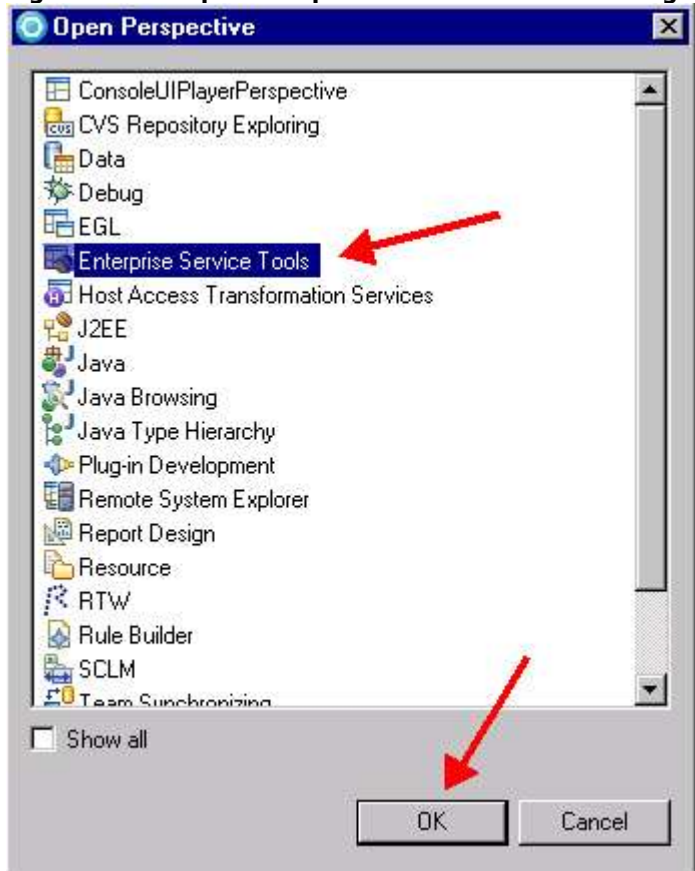 Open Perspective
ConsoleUIPlayerPerspective
CVS Repository Exploring
Data
Debug
EGL
Enterprise Service Tools
Host Access Transformation Services
J2EE
Java
Java Browsing
Java Type Hierarchy
Plug-in Development
Remote System Explorer
Report Design
Resource
RTW
Rule Builder
SCLM
Team Synchronizing
Show all
OK Cancel